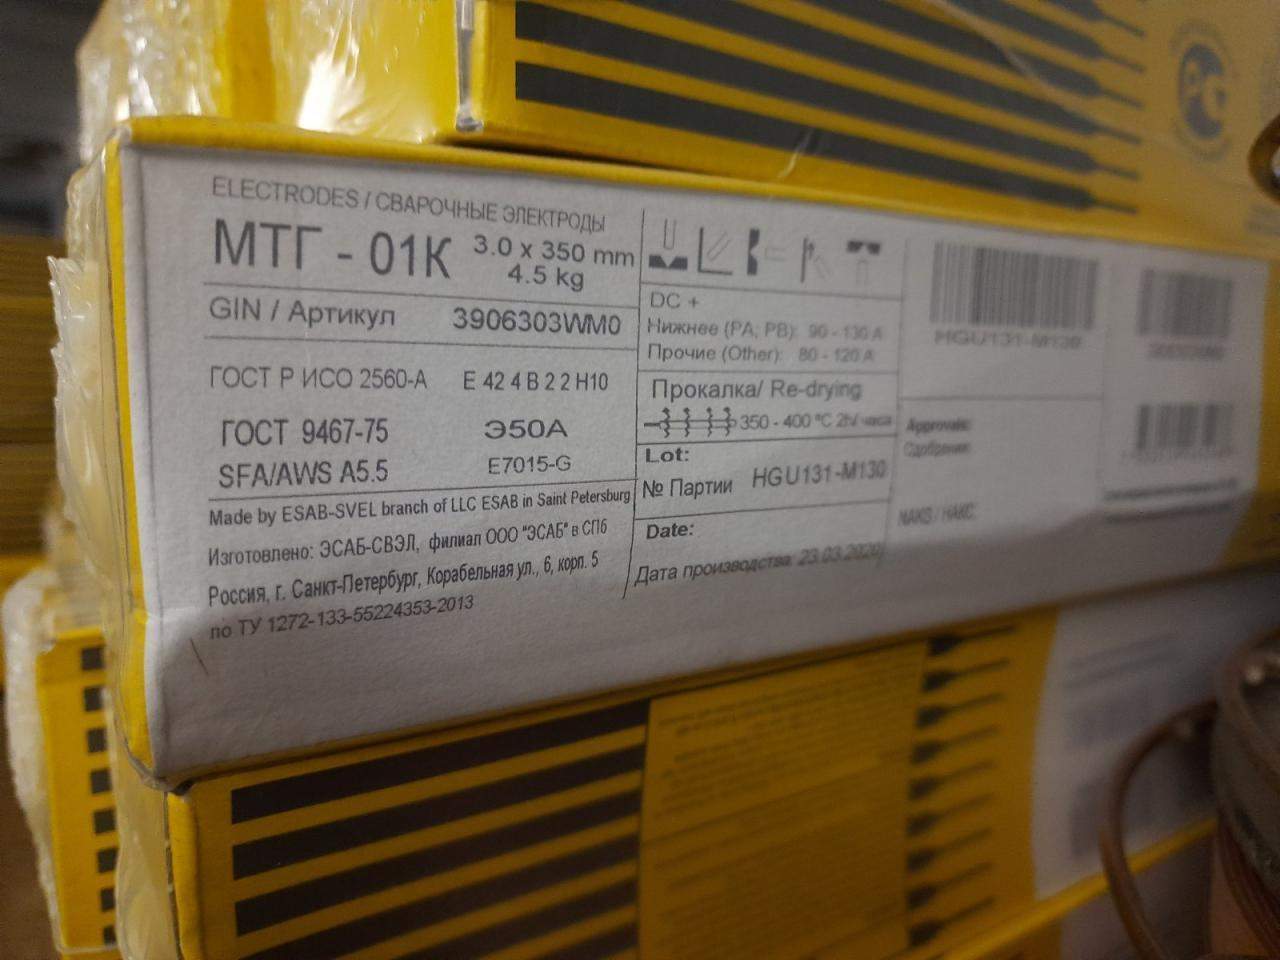 ELECTRODES / СВАРОЧНЫЕ ЭЛЕКТРОДЫ
МТГ - 01К
3.0 x 350 mm
4.5 kg
GIN / Артикул 3906303WM0
ГОСТ Р ИСО 2560-А E 42 4 B 2 2 H10
ГОСТ 9467-75 Э50А
SFA/AWS A5.5 E7015-G
Made by ESAB-SVEL branch of LLC ESAB in Saint Petersburg
Изготовлено: ЭСАБ-СВЭЛ, филиал ООО "ЭСАБ" в СПб
Россия, г. Санкт-Петербург, Корабельная ул., 6, корп. 5
по ТУ 1272-133-55224353-2013
DC +
Нижнее (PA; PB): 90 - 130 A
Прочие (Other): 80 - 120 A
Прокалка/ Re-drying
350 - 400 °C 2h/ часа
Lot:
№ Партии HGU131-M130
Date:
Дата производства: 23.03.2020
HGU131-M130
Approvals:
Одобрения:
NAKS / НАКС
РС